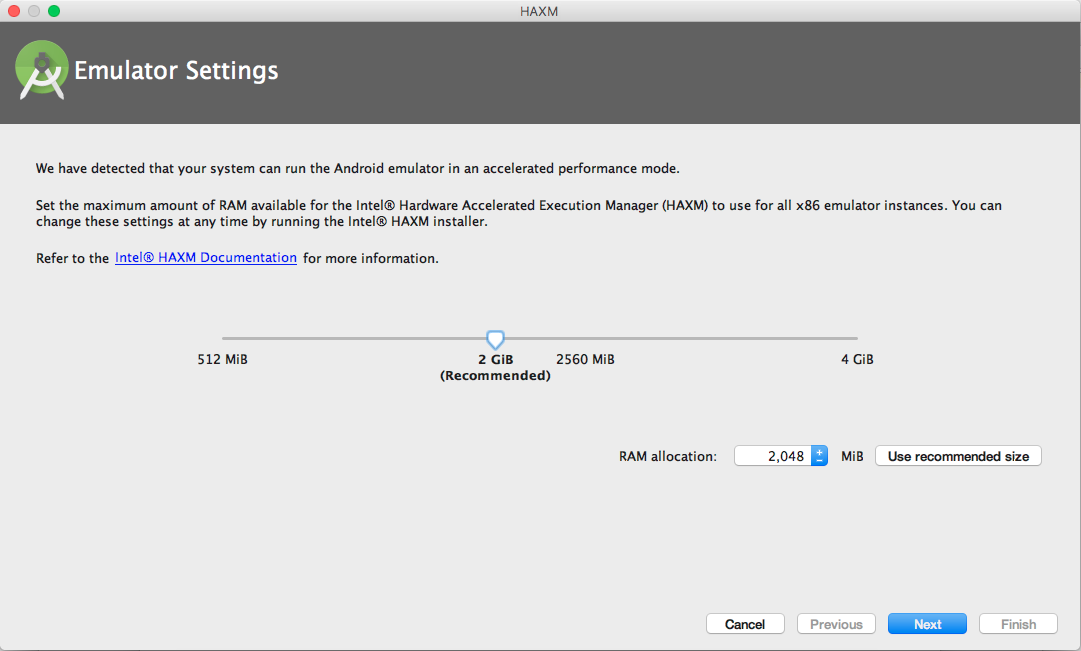 HAXM
Emulator Settings
We have detected that your system can run the Android emulator in an accelerated performance mode.
Set the maximum amount of RAM available for the Intel® Hardware Accelerated Execution Manager (HAXM) to use for all x86 emulator instances. You can
change these settings at any time by running the Intel® HAXM installer.
Refer to the Intel® HAXM Documentation for more information.
512 MiB 2 GiB 2560 MiB 4 GiB
(Recommended)
RAM allocation: 2,048 MiB Use recommended size
Cancel Previous Next Finish